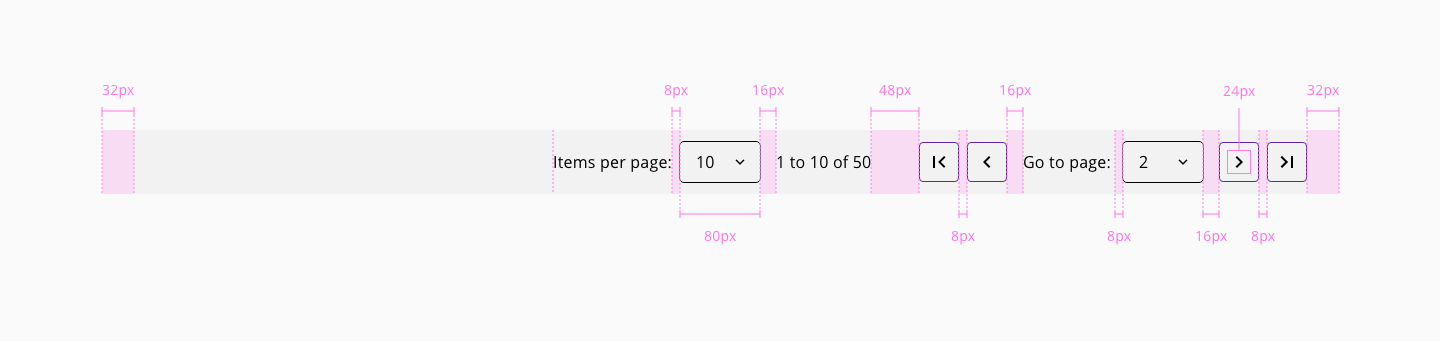 32px 8px 16px 48px 16px 24px 32px
Items per page: 10 1 to 10 of 50 Go to page: 2
80px 8px 8px 16px 8px